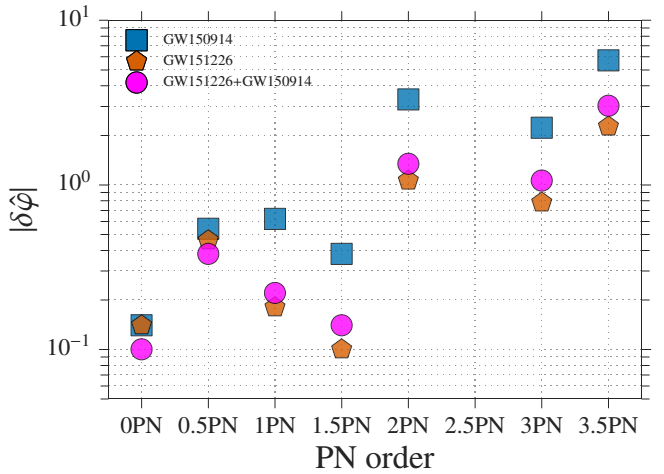 10^1
GW150914
GW151226
GW151226+GW150914
10^0
|δφ̂|
10^−1
0PN 0.5PN 1PN 1.5PN 2PN 2.5PN 3PN 3.5PN
PN order